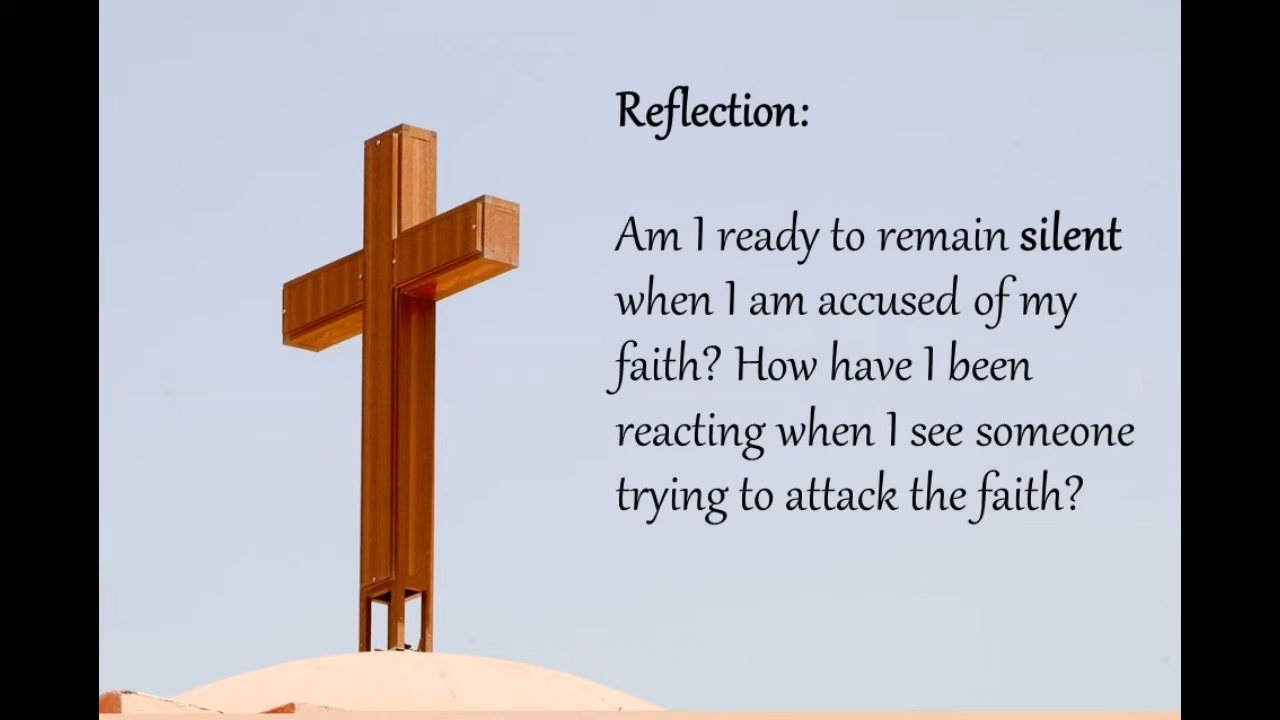 Reflection:
Am I ready to remain silent
when I am accused of my
faith? How have I been
reacting when I see someone
trying to attack the faith?